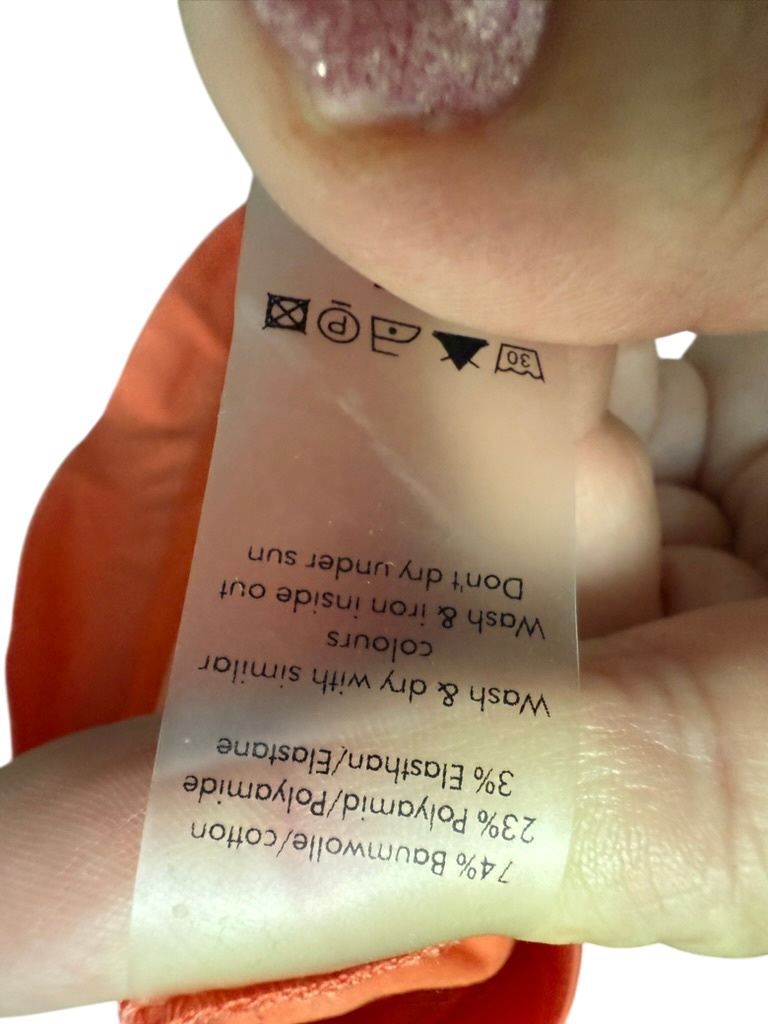 74% Baumwolle/cotton
23% Polyamid/Polyamide
3% Elasthan/Elastane
Wash & dry with similar
colours
Wash & iron inside out
Don't dry under sun
30 P